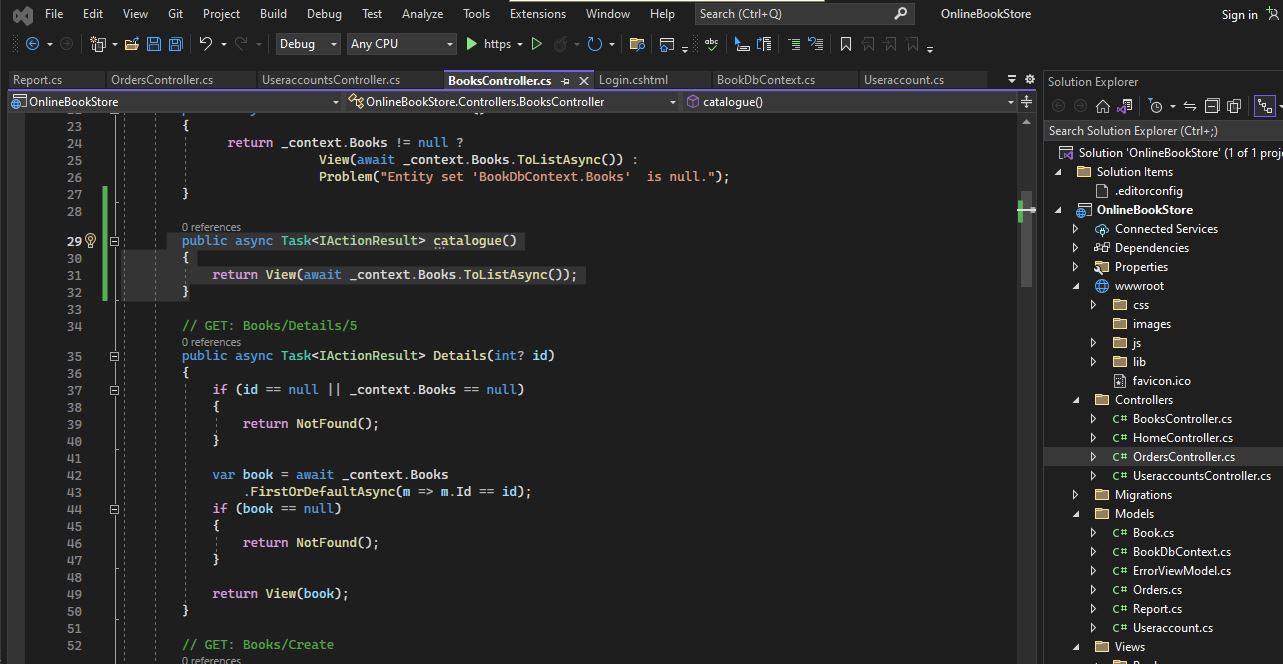 File Edit View Git Project Build Debug Test Analyze Tools Extensions Window Help Search (Ctrl+Q) OnlineBookStore Sign in
Debug Any CPU https
Report.cs OrdersController.cs UseraccountsController.cs BooksController.cs Login.cshtml BookDbContext.cs Useraccount.cs
OnlineBookStore OnlineBookStore.Controllers.BooksController catalogue()
23 {
24 return _context.Books != null ?
25 View(await _context.Books.ToListAsync()) :
26 Problem("Entity set 'BookDbContext.Books'  is null.");
27 }
28
0 references
29 public async Task<IActionResult> catalogue()
30 {
31 return View(await _context.Books.ToListAsync());
32 }
33
34 // GET: Books/Details/5
0 references
35 public async Task<IActionResult> Details(int? id)
36 {
37 if (id == null || _context.Books == null)
38 {
39 return NotFound();
40 }
41
42 var book = await _context.Books
43 .FirstOrDefaultAsync(m => m.Id == id);
44 if (book == null)
45 {
46 return NotFound();
47 }
48
49 return View(book);
50 }
51
52 // GET: Books/Create
0 references
Solution Explorer
Search Solution Explorer (Ctrl+;)
Solution 'OnlineBookStore' (1 of 1 proje
Solution Items
.editorconfig
OnlineBookStore
Connected Services
Dependencies
Properties
wwwroot
css
images
js
lib
favicon.ico
Controllers
C# BooksController.cs
C# HomeController.cs
C# OrdersController.cs
C# UseraccountsController.cs
Migrations
Models
C# Book.cs
C# BookDbContext.cs
C# ErrorViewModel.cs
C# Orders.cs
C# Report.cs
C# Useraccount.cs
Views